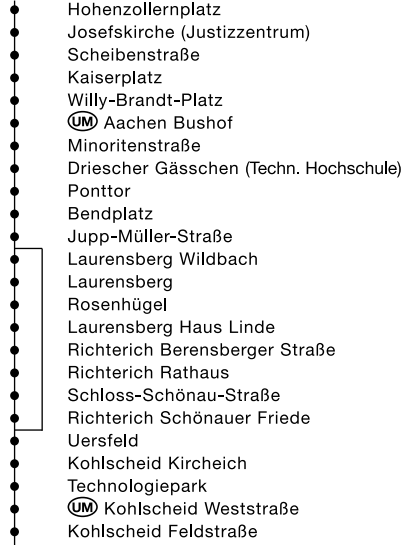 Hohenzollernplatz
Josefskirche (Justizzentrum)
Scheibenstraße
Kaiserplatz
Willy-Brandt-Platz
UM Aachen Bushof
Minoritenstraße
Driescher Gässchen (Techn. Hochschule)
Ponttor
Bendplatz
Jupp-Müller-Straße
Laurensberg Wildbach
Laurensberg
Rosenhügel
Laurensberg Haus Linde
Richterich Berensberger Straße
Richterich Rathaus
Schloss-Schönau-Straße
Richterich Schönauer Friede
Uersfeld
Kohlscheid Kircheich
Technologiepark
UM Kohlscheid Weststraße
Kohlscheid Feldstraße